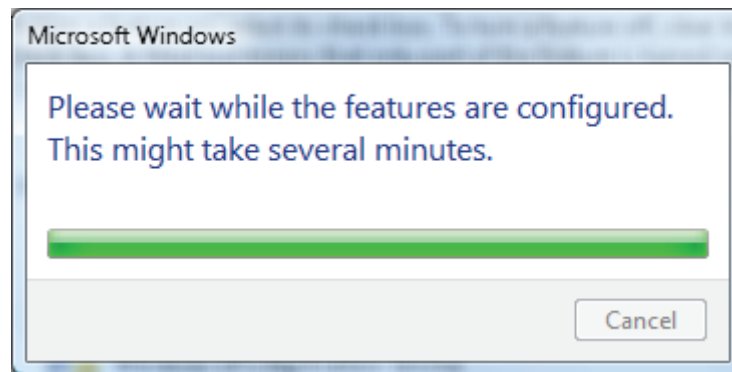 Microsoft Windows
Please wait while the features are configured.
This might take several minutes.
Cancel